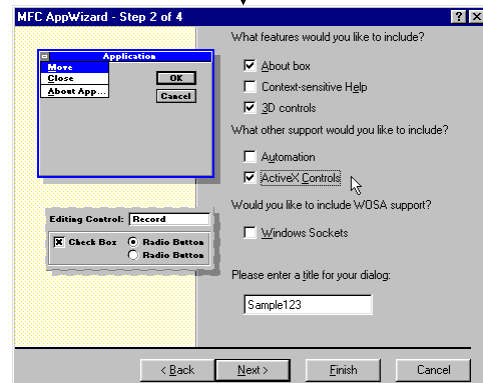 MFC AppWizard - Step 2 of 4
What features would you like to include?
Application
Move
Close
About App...
OK
Cancel
About box
Context-sensitive Help
3D controls
What other support would you like to include?
Automation
ActiveX Controls
Would you like to include WOSA support?
Windows Sockets
Editing Control: Record
Check Box
Radio Button
Radio Button
Please enter a title for your dialog:
Sample123
< Back
Next >
Finish
Cancel